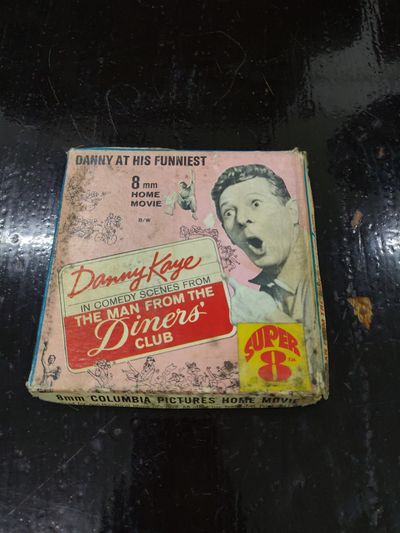 DANNY AT HIS FUNNIEST
8 mm
HOME
MOVIE
B/W
Danny Kaye
IN COMEDY SCENES FROM
THE MAN FROM THE
Diners'
CLUB
SUPER
8
8mm COLUMBIA PICTURES HOME MOVIE